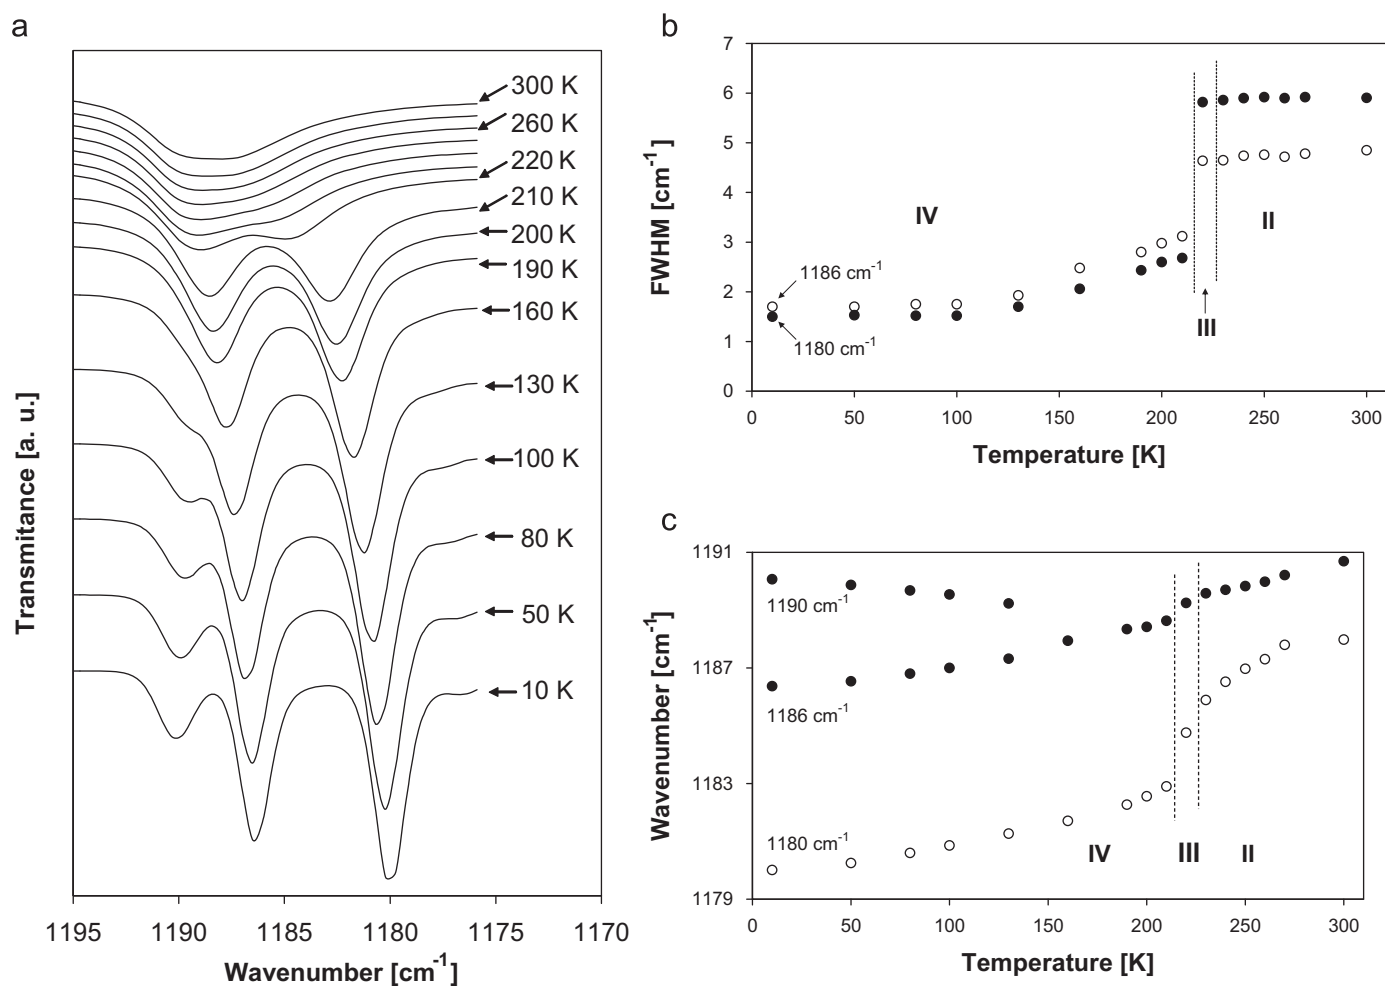 a
300 K
260 K
220 K
210 K
200 K
190 K
160 K
130 K
100 K
80 K
50 K
10 K
Transmitance [a. u.]
1195 1190 1185 1180 1175 1170
Wavenumber [cm-1]
b
7
6
5
4
3
2
1
0
FWHM [cm-1]
IV
II
III
1186 cm-1
1180 cm-1
0 50 100 150 200 250 300
Temperature [K]
c
1191
1187
1183
1179
Wavenumber [cm-1]
1190 cm-1
1186 cm-1
1180 cm-1
IV III II
0 50 100 150 200 250 300
Temperature [K]